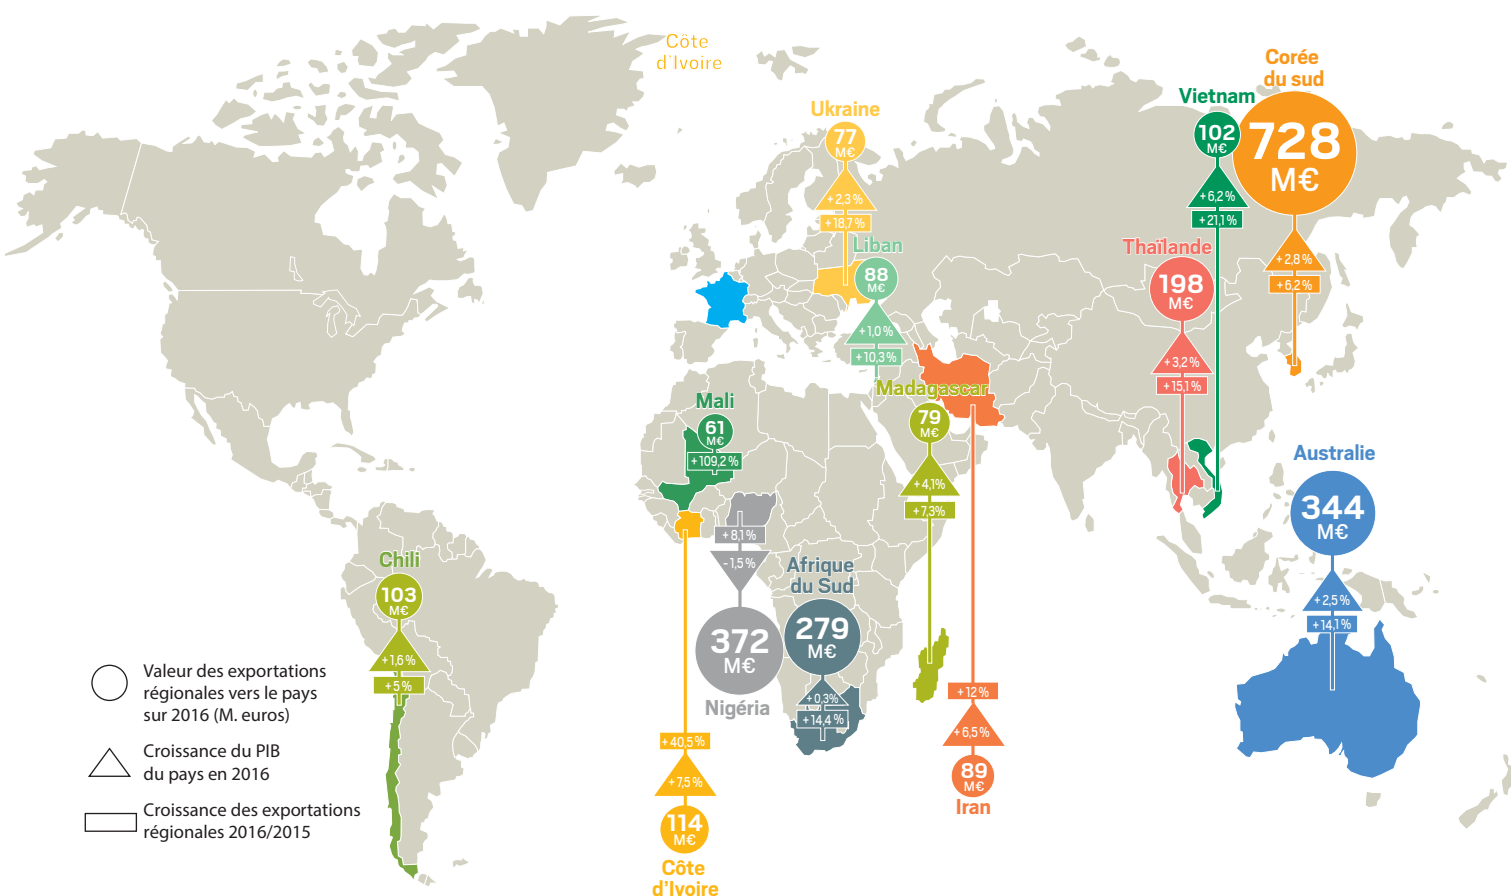 Côte
d'Ivoire
Corée
du sud
728
M€
+ 2,8 %
+ 6,2 %
Vietnam
102
M€
+ 6,2 %
+ 21,1 %
Ukraine
77
M€
+ 2,3 %
+ 18,7 %
Liban
88
M€
+ 1,0 %
+ 10,3 %
Thaïlande
198
M€
+ 3,2 %
+ 15,1 %
Mali
61
M€
+ 109,2 %
Madagascar
79
M€
+ 4,1 %
+ 7,3 %
Australie
344
M€
+ 2,5 %
+ 14,1 %
+ 8,1 %
- 1,5 %
372
M€
Nigéria
Afrique
du Sud
279
M€
+ 0,3%
+ 14,4 %
Chili
103
M€
+ 1,6 %
+ 5 %
+ 12 %
+ 6,5 %
89
M€
Iran
+ 40,5 %
+ 7,5 %
114
M€
Côte
d'Ivoire
Valeur des exportations
régionales vers le pays
sur 2016 (M. euros)
Croissance du PIB
du pays en 2016
Croissance des exportations
régionales 2016/2015